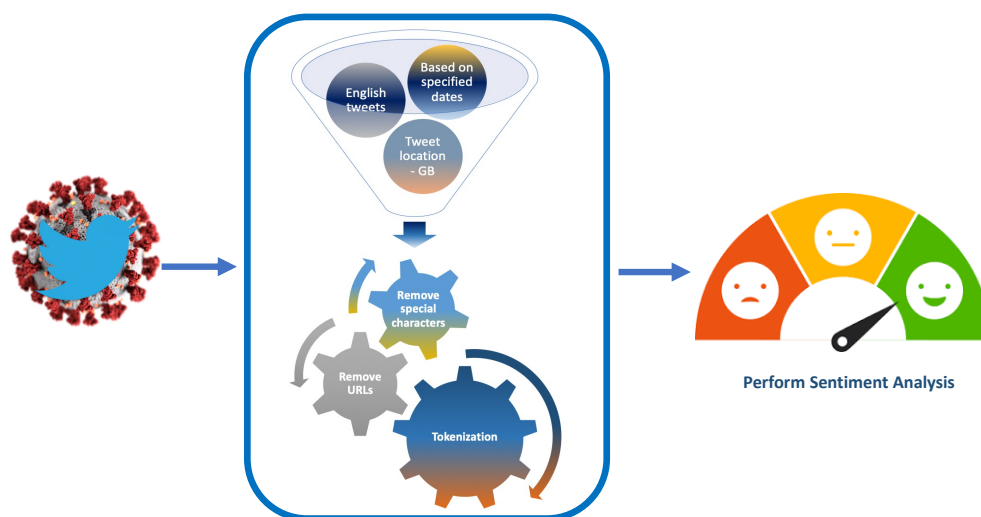 Based on
specified
dates
English
tweets
Tweet
location
- GB
Remove
special
characters
Remove
URLs
Tokenization
Perform Sentiment Analysis